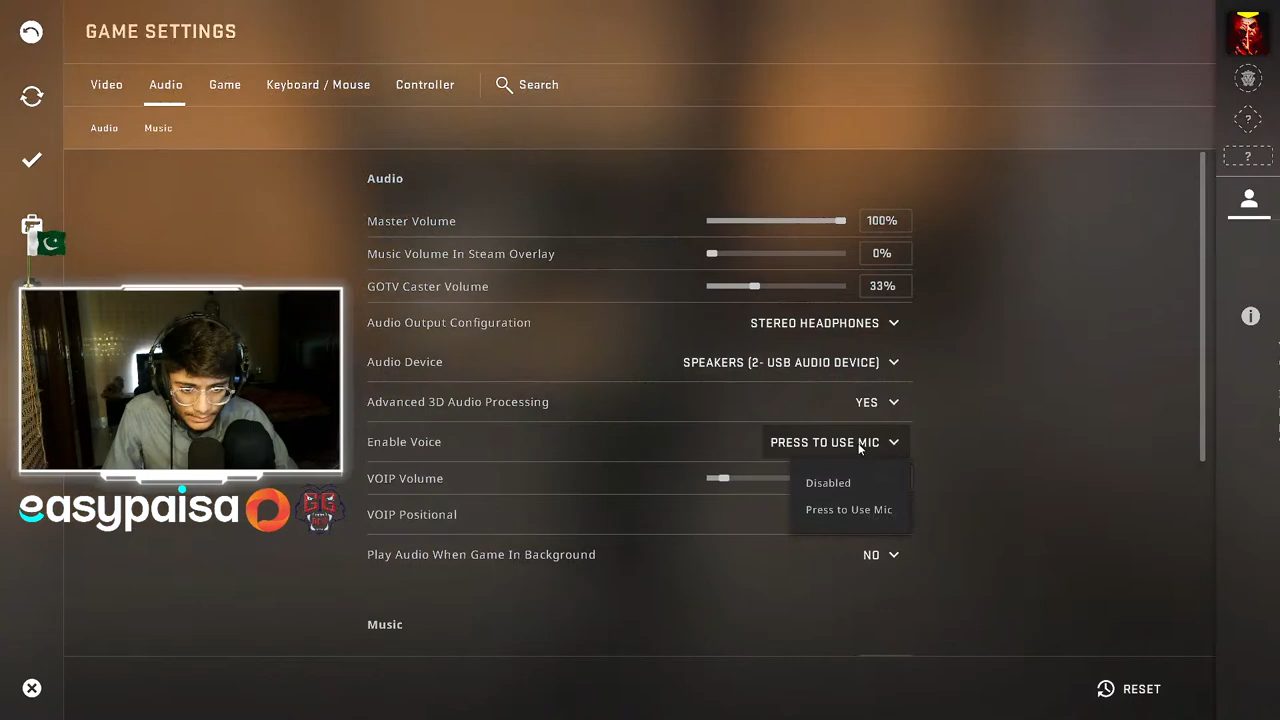 GAME SETTINGS
Video Audio Game Keyboard / Mouse Controller Search
Audio Music
Audio
Master Volume 100%
Music Volume In Steam Overlay 0%
GOTV Caster Volume 33%
Audio Output Configuration STEREO HEADPHONES
Audio Device SPEAKERS (2- USB AUDIO DEVICE)
Advanced 3D Audio Processing YES
Enable Voice PRESS TO USE MIC
VOIP Volume
Disabled
Press to Use Mic
VOIP Positional
Play Audio When Game In Background NO
Music
RESET
easypaisa
GG
?
?